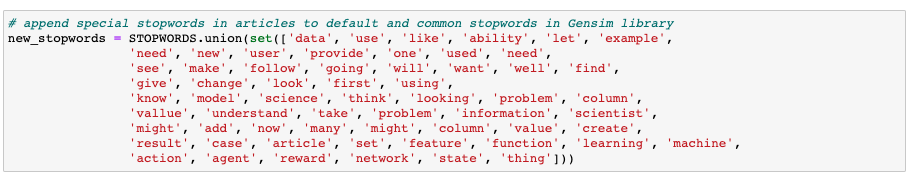 # append special stopwords in articles to default and common stopwords in Gensim library
new_stopwords = STOPWORDS.union(set(['data', 'use', 'like', 'ability', 'let', 'example',
'need', 'new', 'user', 'provide', 'one', 'used', 'need',
'see', 'make', 'follow', 'going', 'will', 'want', 'well', 'find',
'give', 'change', 'look', 'first', 'using',
'know', 'model', 'science', 'think', 'looking', 'problem', 'column',
'vallue', 'understand', 'take', 'problem', 'information', 'scientist',
'might', 'add', 'now', 'many', 'might', 'column', 'value', 'create',
'result', 'case', 'article', 'set', 'feature', 'function', 'learning', 'machine',
'action', 'agent', 'reward', 'network', 'state', 'thing']))